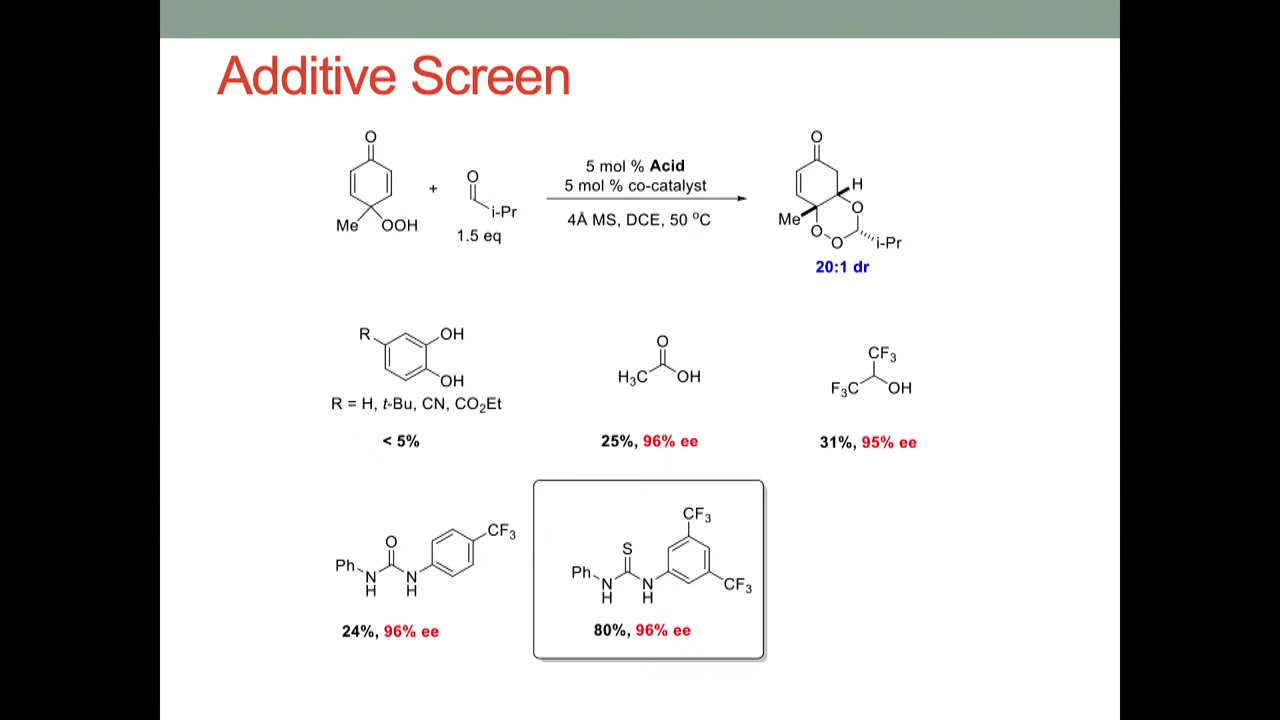 Additive Screen
O
Me
OOH
+
O
i-Pr
1.5 eq
5 mol % Acid
5 mol % co-catalyst
4Å MS, DCE, 50 °C
O
H
Me
O
O
O
i-Pr
20:1 dr
R
OH
OH
R = H, t-Bu, CN, CO2Et
< 5%
O
H3C
OH
25%, 96% ee
CF3
F3C
OH
31%, 95% ee
O
CF3
Ph
N
H
N
H
24%, 96% ee
CF3
S
Ph
N
H
N
H
CF3
80%, 96% ee